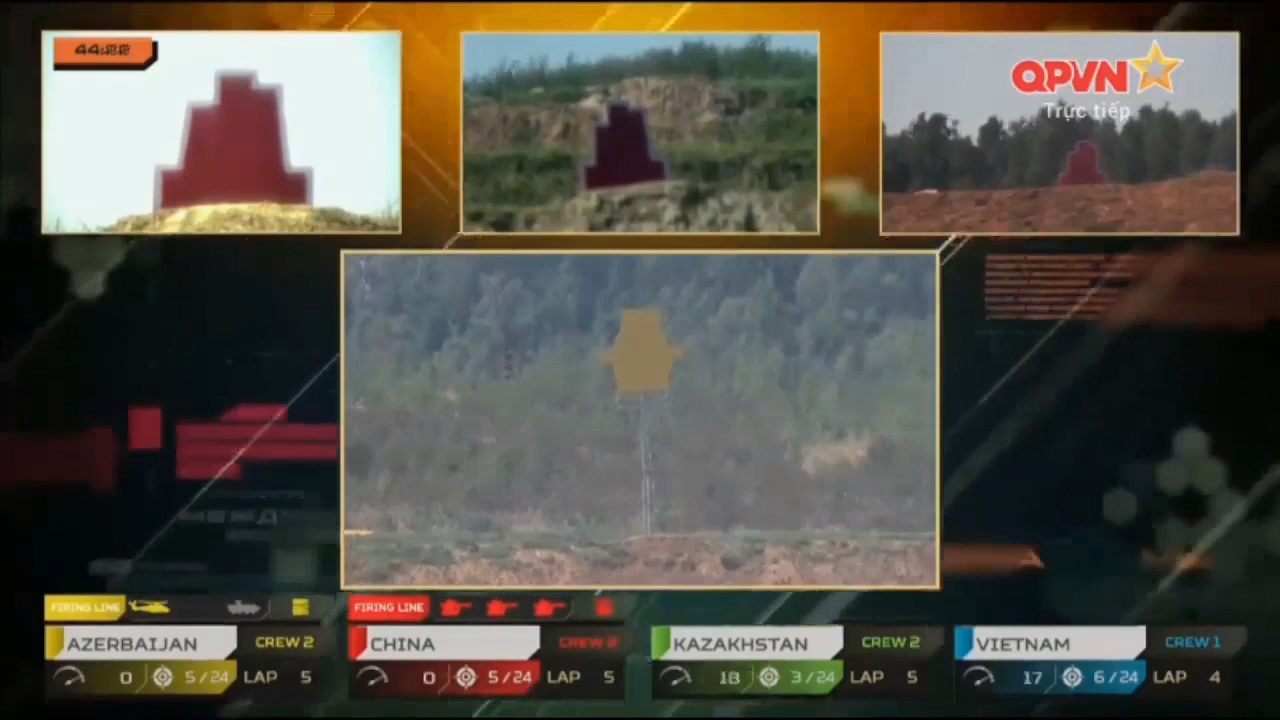 QPVN
Trực tiếp
FIRING LINE
FIRING LINE
AZERBAIJAN CREW 2
CHINA CREW 2
KAZAKHSTAN CREW 2
VIETNAM CREW 1
0 5/24 LAP 5
0 5/24 LAP 5
18 3/24 LAP 5
17 6/24 LAP 4